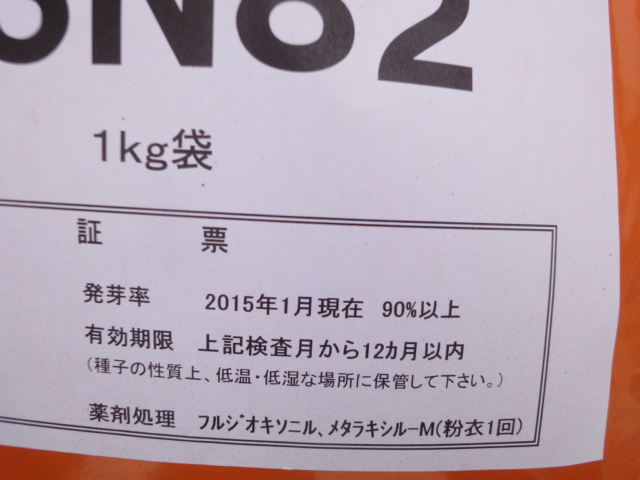 N62
1kg袋
証 票
発芽率 2015年1月現在 90%以上
有効期限 上記検査月から12カ月以内
（種子の性質上、低温・低湿な場所に保管して下さい。）
薬剤処理 フルジオキソニル、メタラキシル-M(粉衣1回)